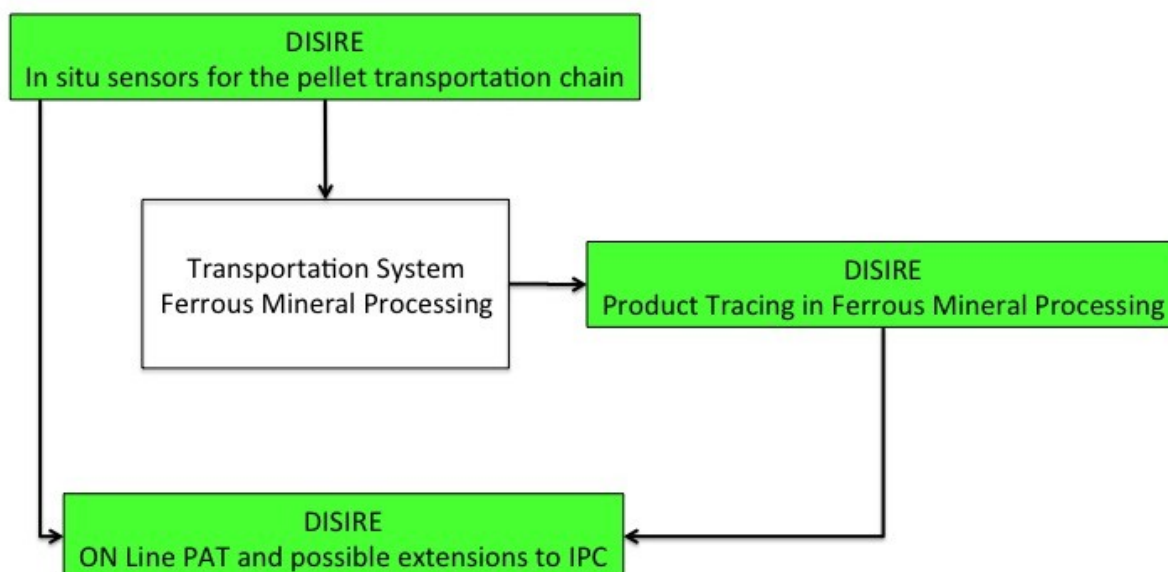 DISIRE
In situ sensors for the pellet transportation chain
Transportation System
Ferrous Mineral Processing
DISIRE
Product Tracing in Ferrous Mineral Processing
DISIRE
ON Line PAT and possible extensions to IPC